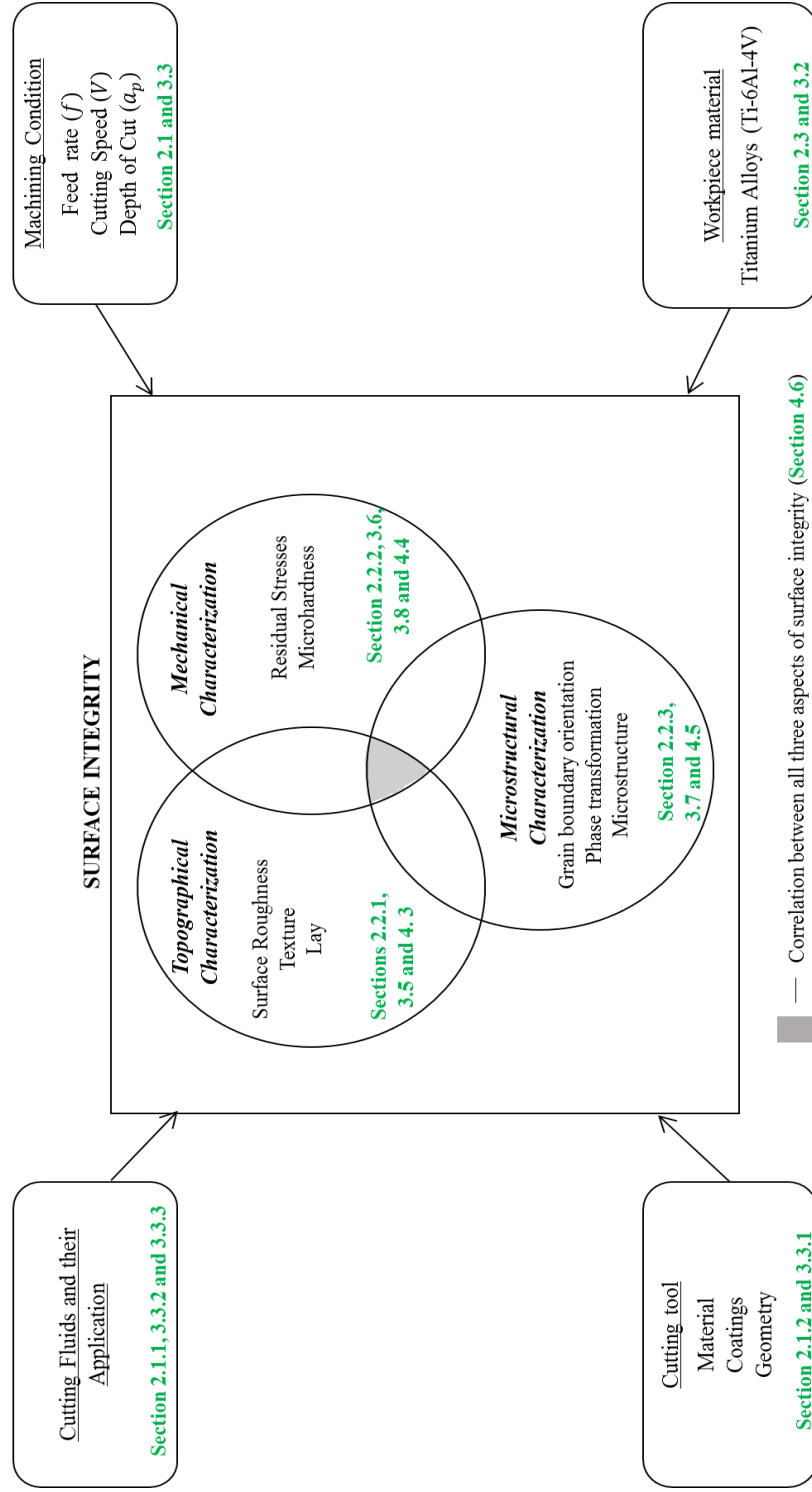 Cutting Fluids and their
Application
Section 2.1.1, 3.3.2 and 3.3.3
Machining Condition
Feed rate (f)
Cutting Speed (V)
Depth of Cut (aₚ)
Section 2.1 and 3.3
SURFACE INTEGRITY
Topographical
Characterization
Surface Roughness
Texture
Lay
Sections 2.2.1,
3.5 and 4. 3
Mechanical
Characterization
Residual Stresses
Microhardness
Section 2.2.2, 3.6,
3.8 and 4.4
Microstructural
Characterization
Grain boundary orientation
Phase transformation
Microstructure
Section 2.2.3,
3.7 and 4.5
Cutting tool
Material
Coatings
Geometry
Section 2.1.2 and 3.3.1
Workpiece material
Titanium Alloys (Ti-6Al-4V)
Section 2.3 and 3.2
— Correlation between all three aspects of surface integrity (Section 4.6)